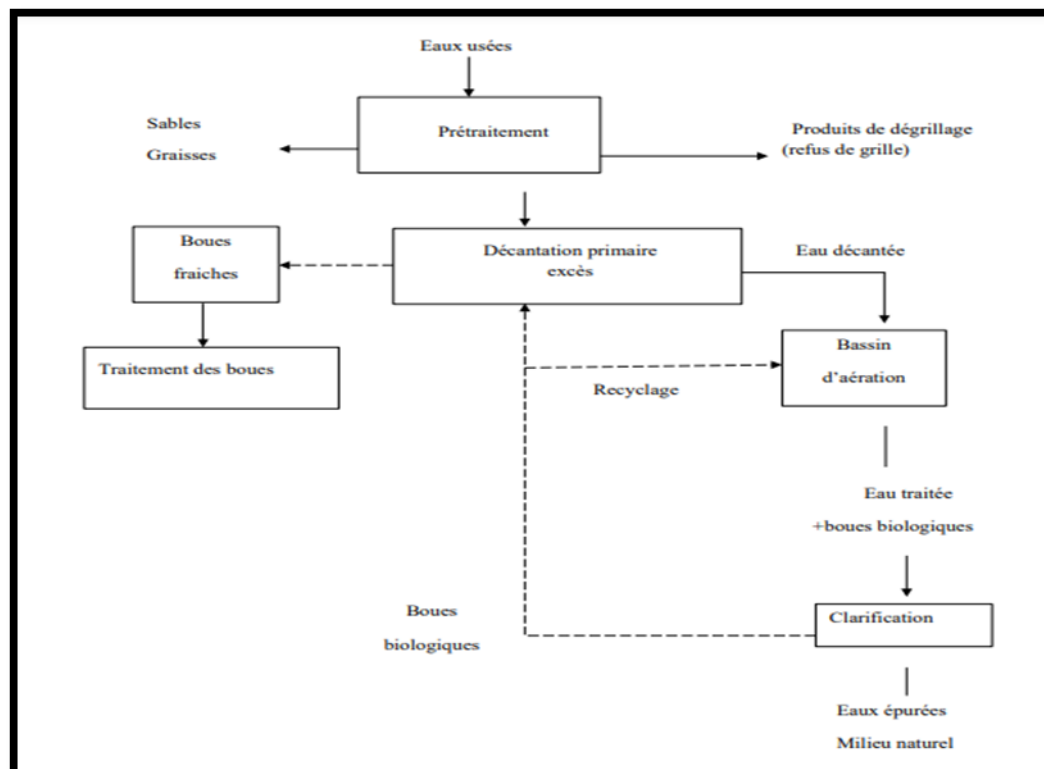 Eaux usées
Sables
Graisses
Prétraitement
Produits de dégrillage
(refus de grille)
Boues
fraiches
Décantation primaire
excès
Eau décantée
Traitement des boues
Bassin
d'aération
Recyclage
Eau traitée
+boues biologiques
Boues
biologiques
Clarification
Eaux épurées
Milieu naturel